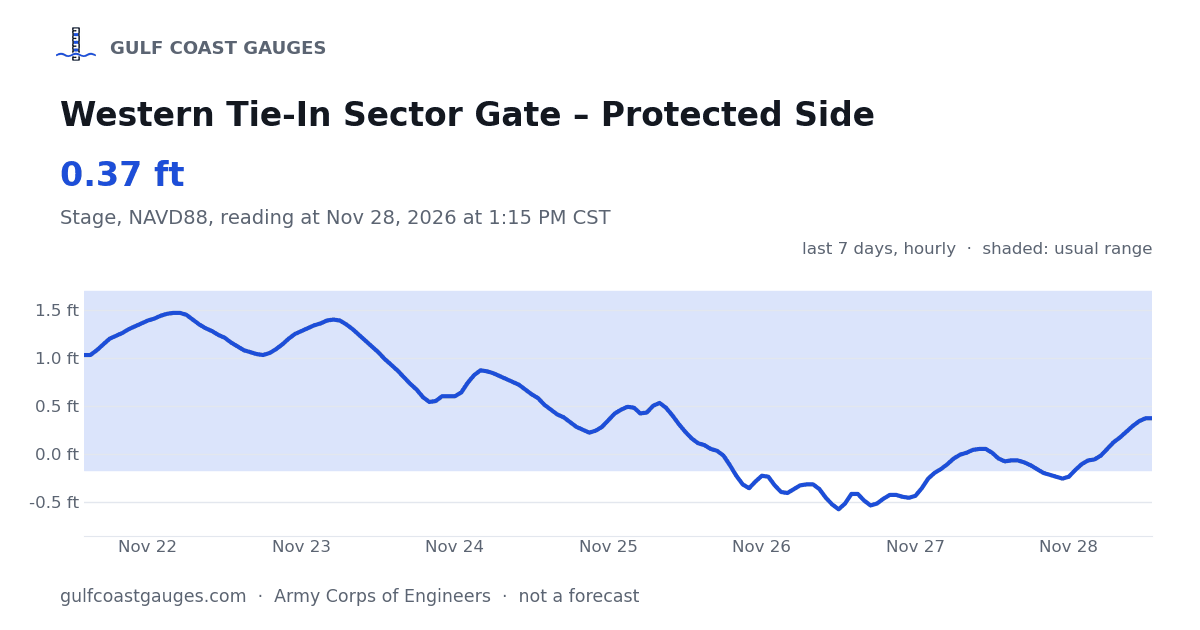 GULF COAST GAUGES
Western Tie-In Sector Gate – Protected Side
0.37 ft
Stage, NAVD88, reading at Nov 28, 2026 at 1:15 PM CST
last 7 days, hourly · shaded: usual range
1.5 ft
1.0 ft
0.5 ft
0.0 ft
-0.5 ft
Nov 22 Nov 23 Nov 24 Nov 25 Nov 26 Nov 27 Nov 28
gulfcoastgauges.com · Army Corps of Engineers · not a forecast